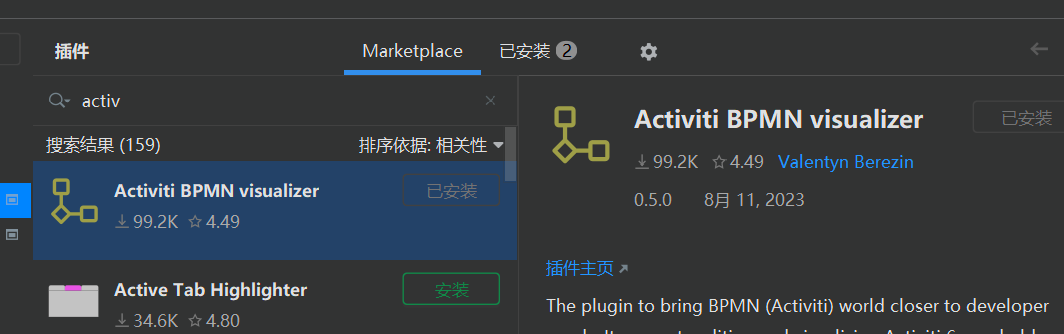 插件
Marketplace
已安装 2
activ
搜索结果 (159)
排序依据: 相关性
Activiti BPMN visualizer
已安装
99.2K
4.49
Active Tab Highlighter
安装
34.6K
4.80
Activiti BPMN visualizer
已安装
99.2K
4.49
Valentyn Berezin
0.5.0
8月 11, 2023
插件主页
The plugin to bring BPMN (Activiti) world closer to developer